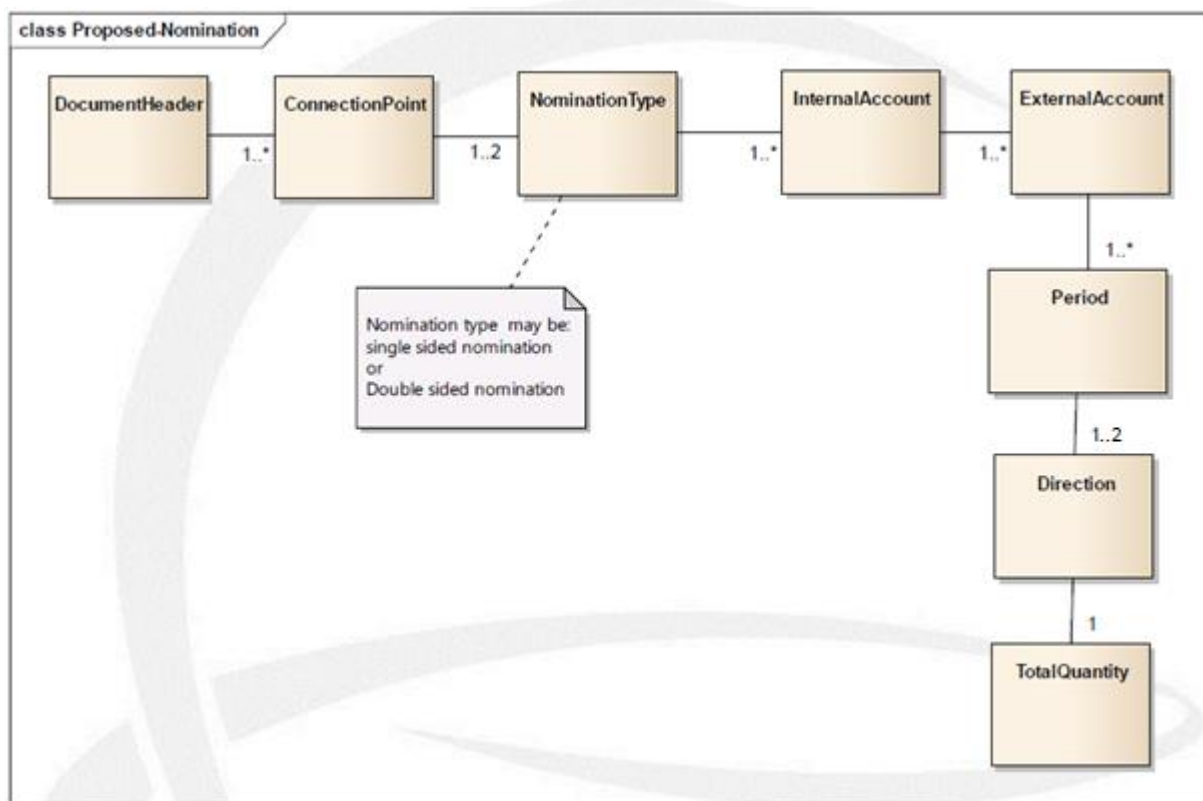 class Proposed-Nomination
DocumentHeader
ConnectionPoint
NominationType
InternalAccount
ExternalAccount
1..*
1..2
1..*
1..*
1..*
Period
Nomination type may be:
single sided nomination
or
Double sided nomination
1..2
Direction
1
TotalQuantity